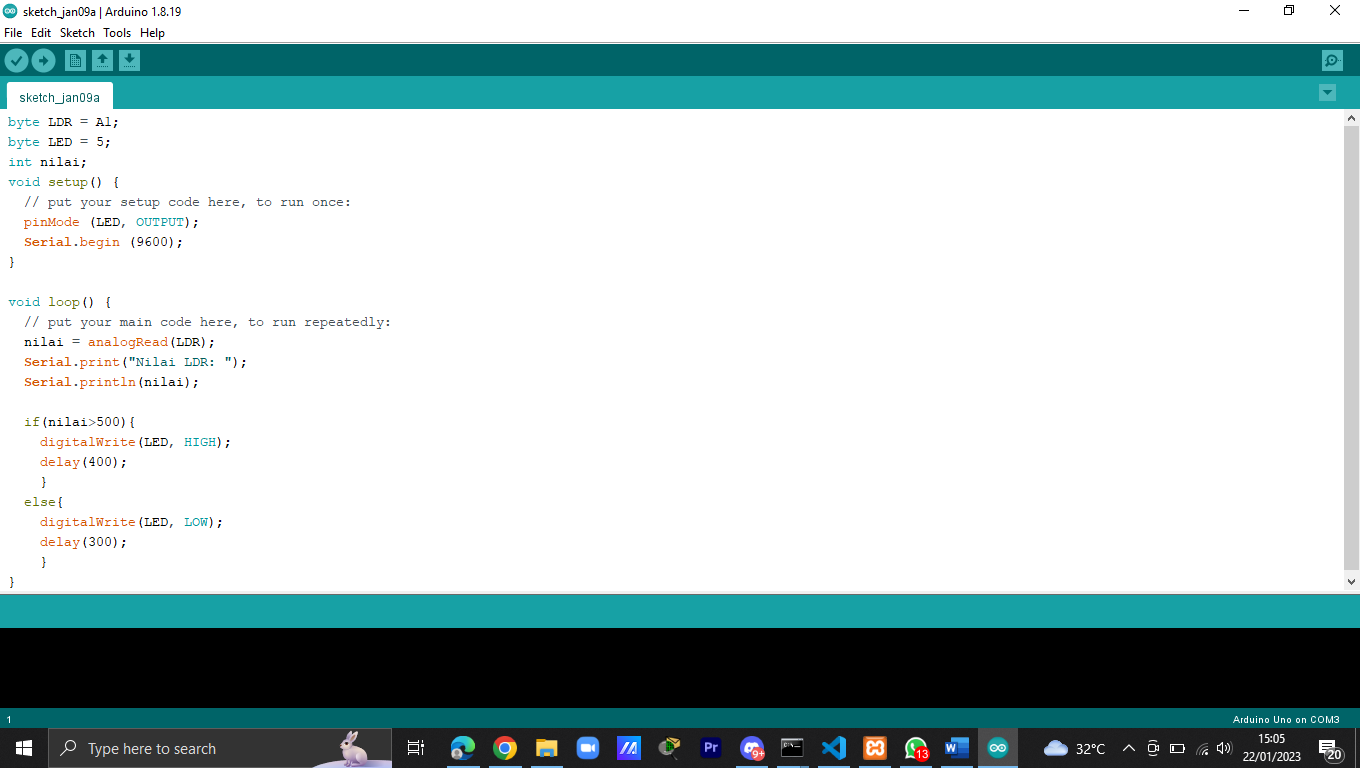 sketch_jan09a | Arduino 1.8.19
File Edit Sketch Tools Help
sketch_jan09a
byte LDR = A1;
byte LED = 5;
int nilai;
void setup() {
  // put your setup code here, to run once:
  pinMode (LED, OUTPUT);
  Serial.begin (9600);
}

void loop() {
  // put your main code here, to run repeatedly:
  nilai = analogRead(LDR);
  Serial.print("Nilai LDR: ");
  Serial.println(nilai);

  if(nilai>500){
    digitalWrite(LED, HIGH);
    delay(400);
    }
  else{
    digitalWrite(LED, LOW);
    delay(300);
    }
}
1
Arduino Uno on COM3
Type here to search
Pr
9+
13
32°C
15:05
22/01/2023
20